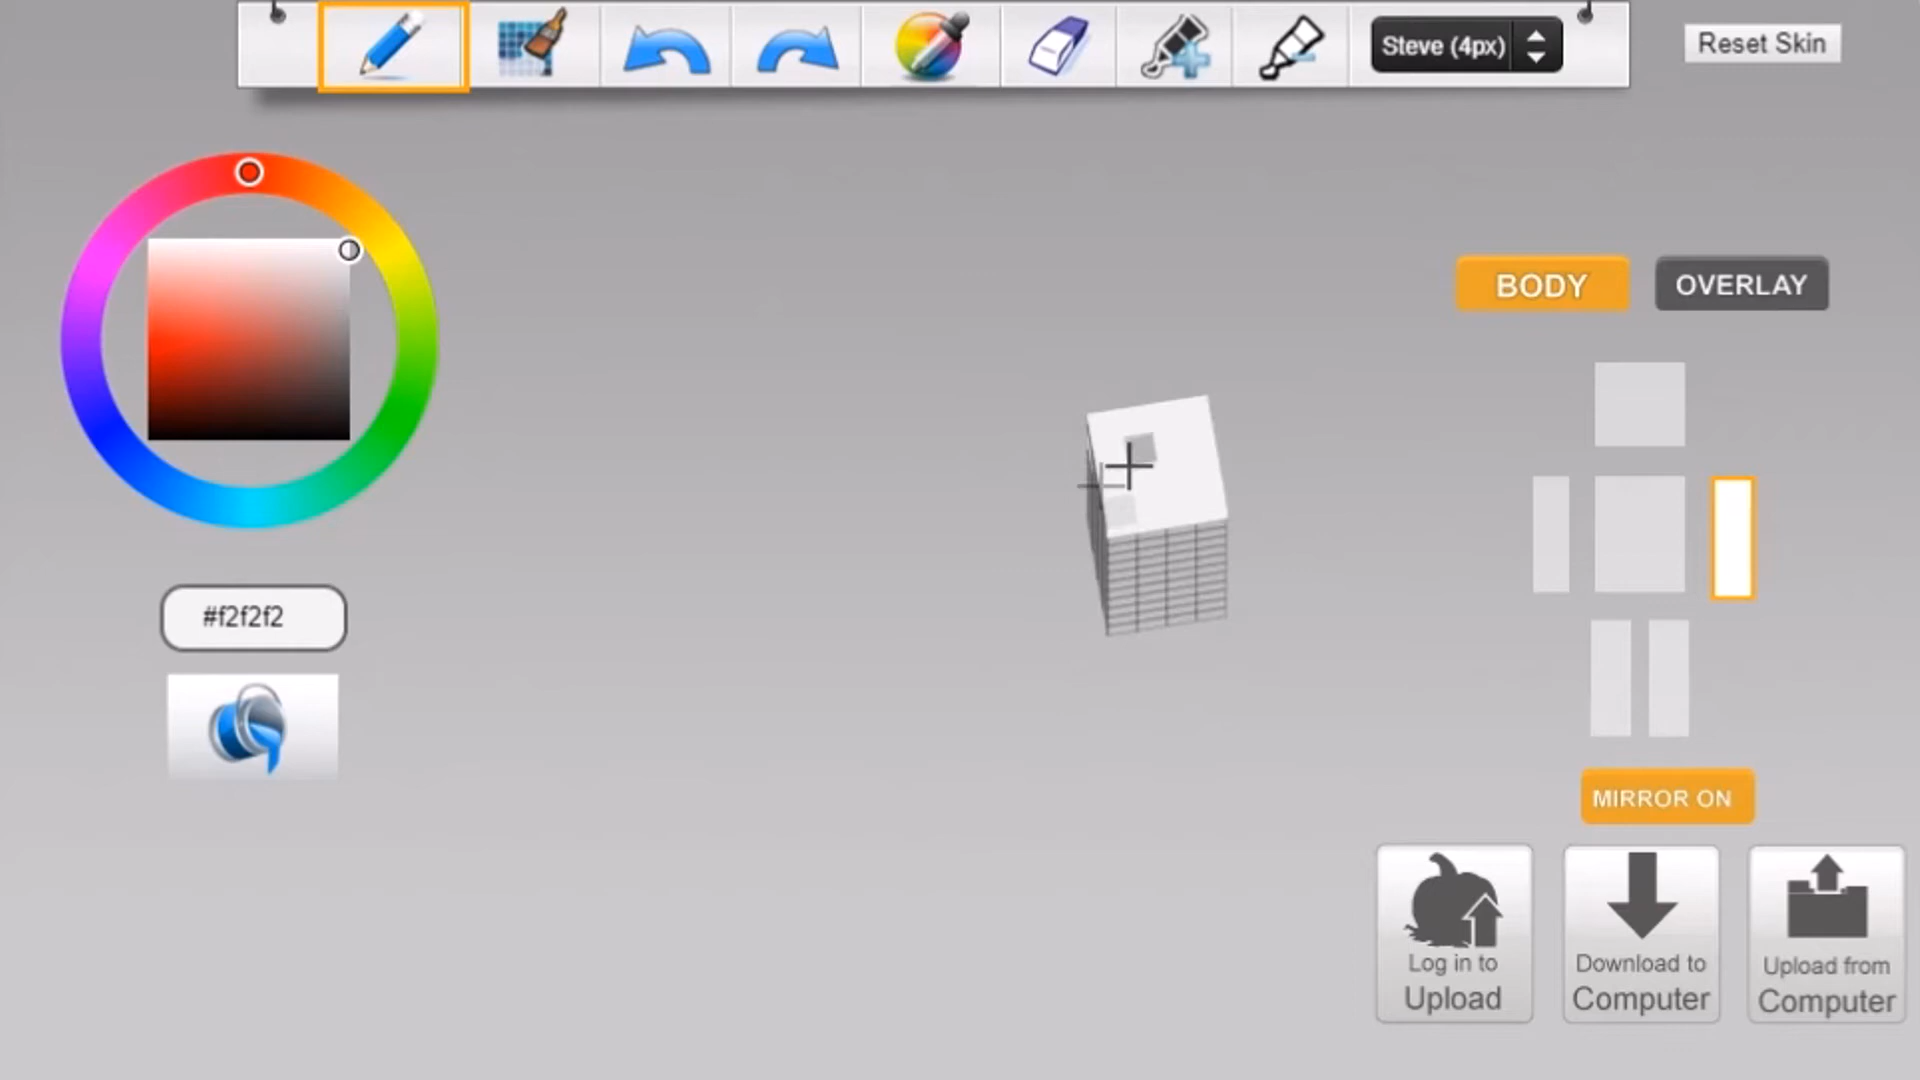 Steve (4px)
Reset Skin
BODY
OVERLAY
#f2f2f2
MIRROR ON
Log in to
Upload
Download to
Computer
Upload from
Computer